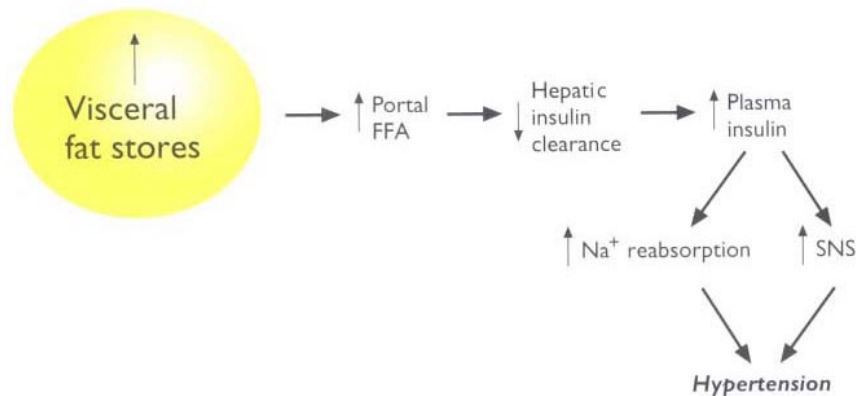 ↑
Visceral
fat stores
↑ Portal
FFA
↓ Hepatic
insulin
clearance
↑ Plasma
insulin
↑ Na⁺ reabsorption
↑ SNS
Hypertension